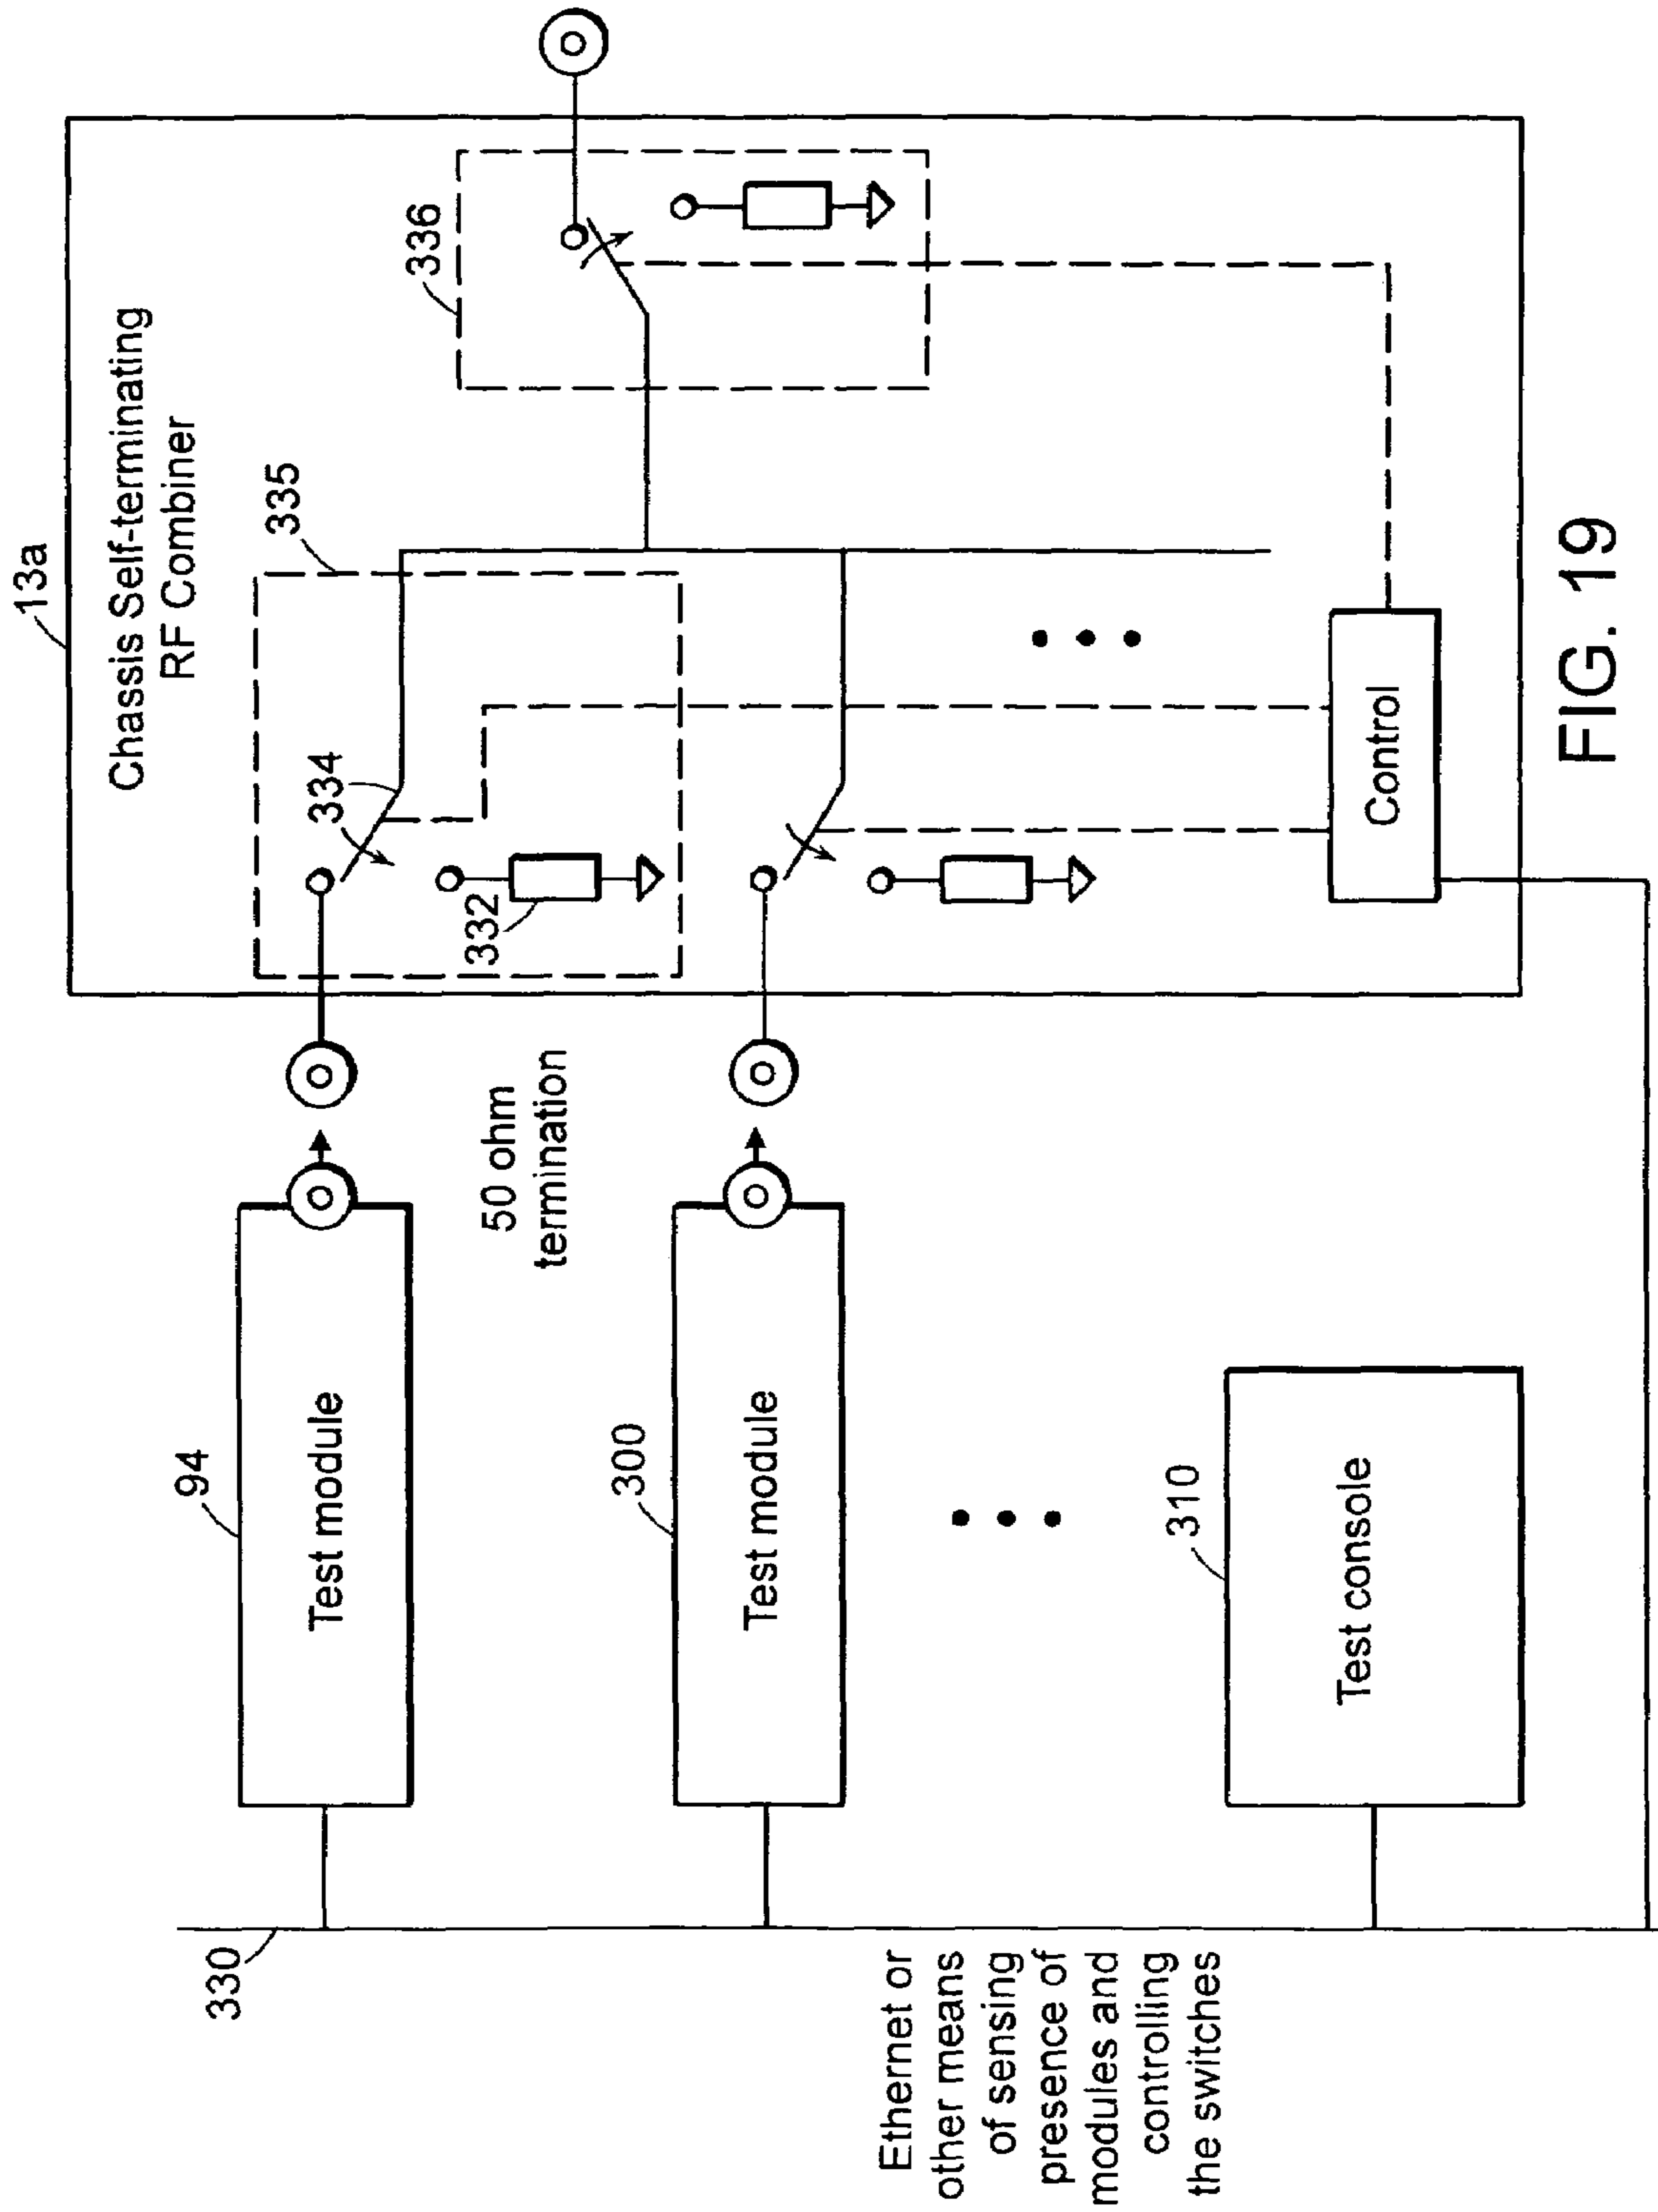 13a
Chassis Self-terminating
RF Combiner
336
335
334
332
Control
50 ohm
termination
94
Test module
300
Test module
310
Test console
330
Ethernet or
other means
of sensing
presence of
modules and
controlling
the switches
FIG. 19